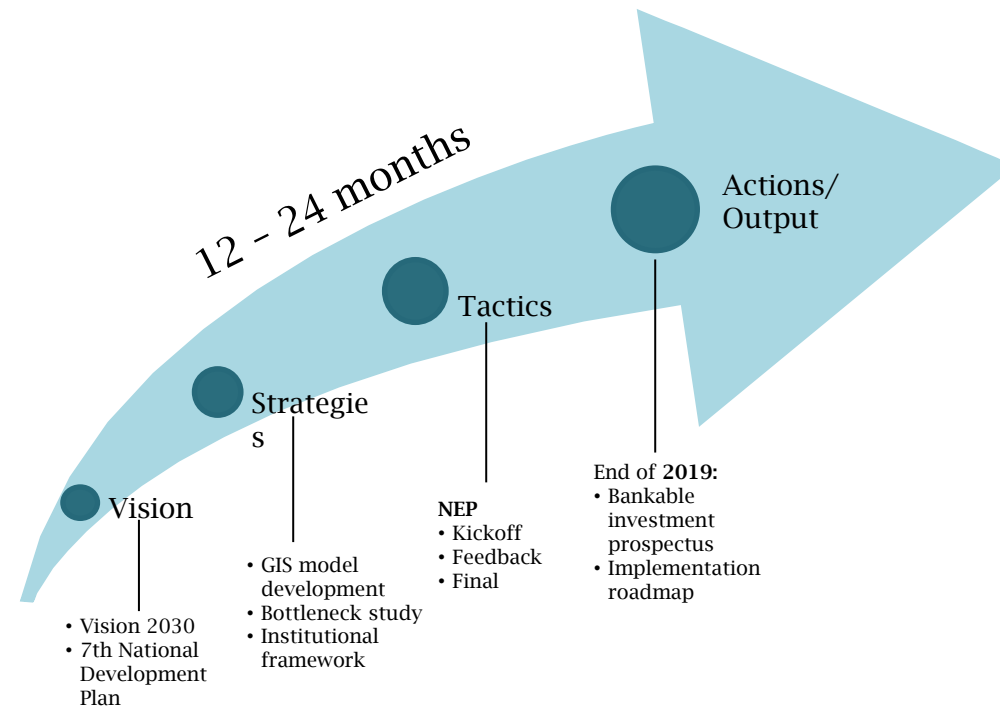 12 – 24 months
Actions/
Output
Tactics
Strategie
s
Vision
• Vision 2030
• 7th National
Development
Plan
• GIS model
development
• Bottleneck study
• Institutional
framework
NEP
• Kickoff
• Feedback
• Final
End of 2019:
• Bankable
investment
prospectus
• Implementation
roadmap